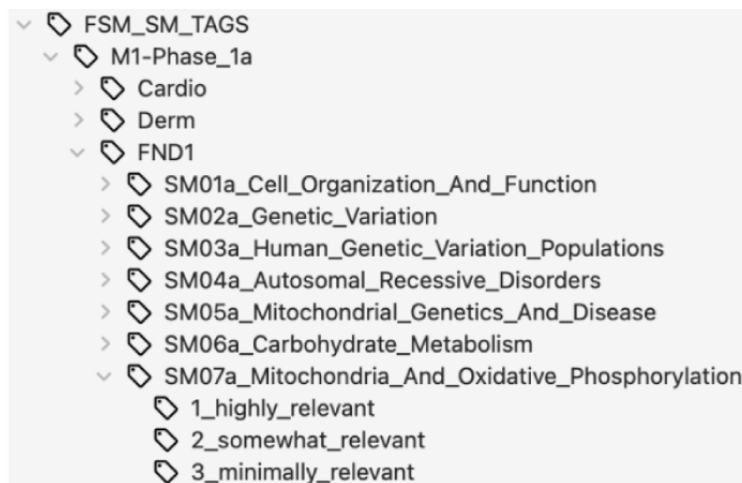 FSM_SM_TAGS
M1-Phase_1a
Cardio
Derm
FND1
SM01a_Cell_Organization_And_Function
SM02a_Genetic_Variation
SM03a_Human_Genetic_Variation_Populations
SM04a_Autosomal_Recessive_Disorders
SM05a_Mitochondrial_Genetics_And_Disease
SM06a_Carbohydrate_Metabolism
SM07a_Mitochondria_And_Oxidative_Phosphorylation
1_highly_relevant
2_somewhat_relevant
3_minimally_relevant